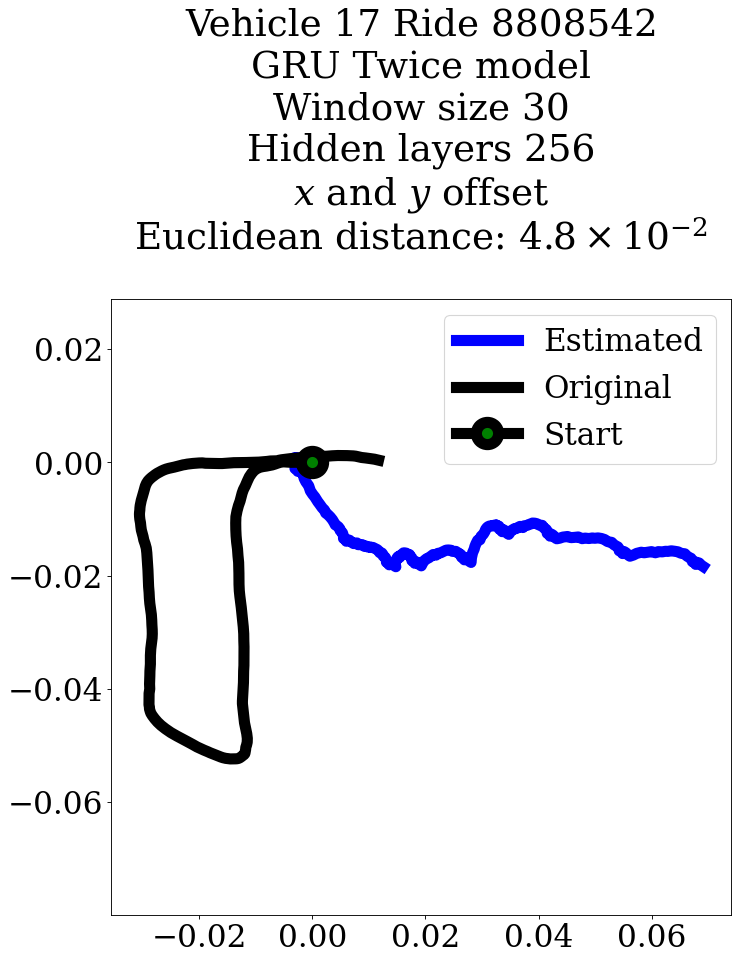 Vehicle 17 Ride 8808542
GRU Twice model
Window size 30
Hidden layers 256
x and y offset
Euclidean distance: 4.8 × 10⁻²
Estimated
Original
Start
0.02
0.00
−0.02
−0.04
−0.06
−0.02 0.00 0.02 0.04 0.06